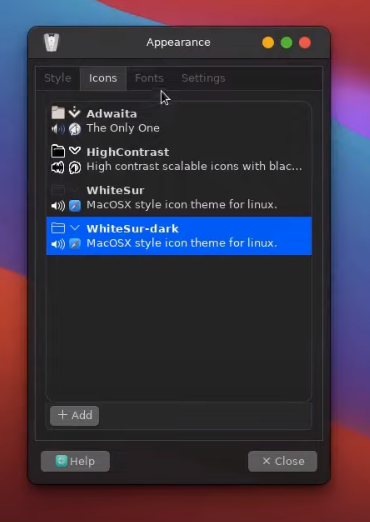 Appearance
Style Icons Fonts Settings
Adwaita
The Only One
HighContrast
High contrast scalable icons with blac...
WhiteSur
MacOSX style icon theme for linux.
WhiteSur-dark
MacOSX style icon theme for linux.
+ Add
Help
× Close